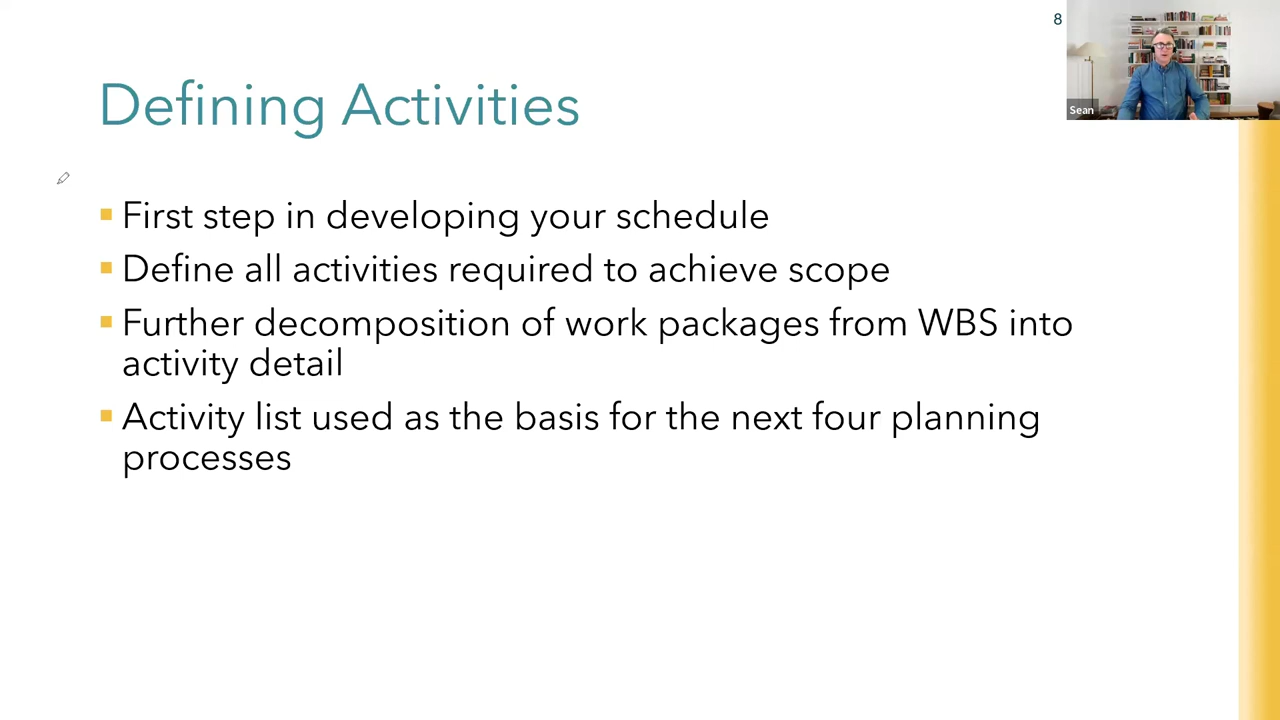 8
Sean
Defining Activities
First step in developing your schedule
Define all activities required to achieve scope
Further decomposition of work packages from WBS into
activity detail
Activity list used as the basis for the next four planning
processes